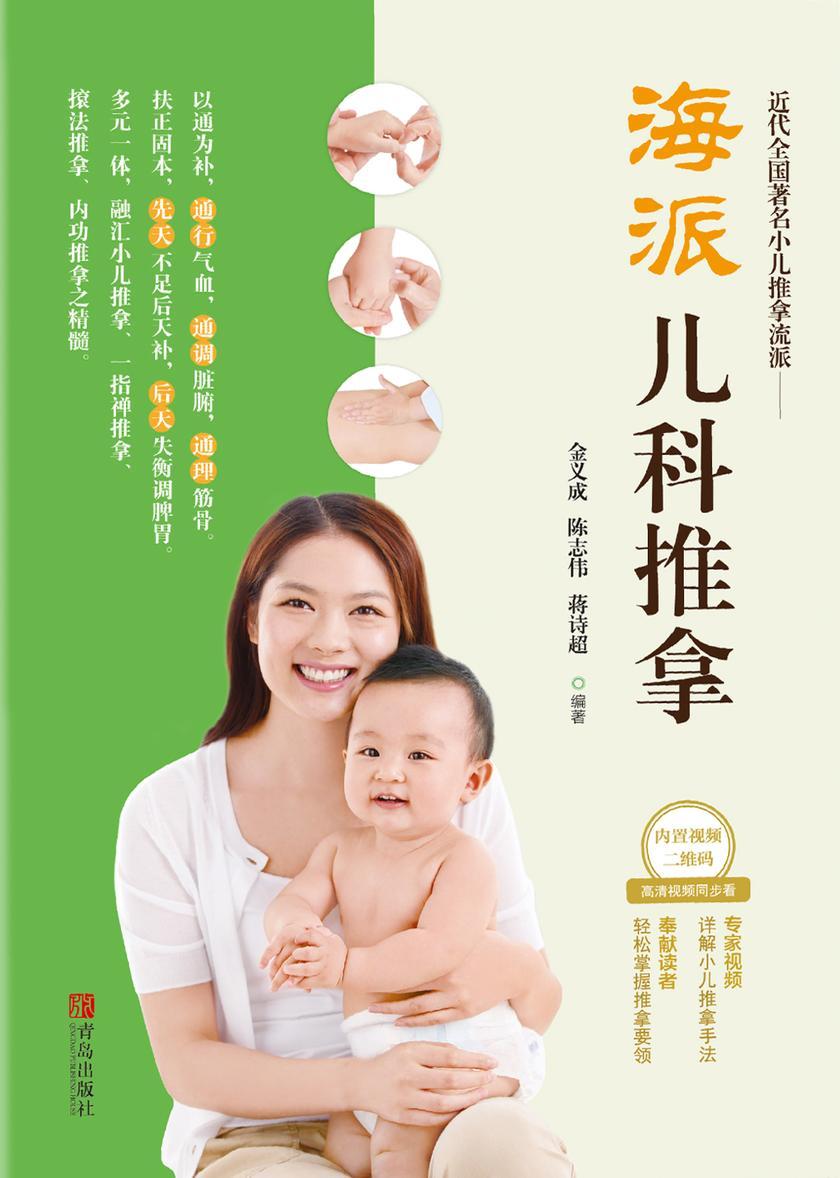 近代全国著名小儿推拿流派——
海派
儿科推拿
金义成 陈志伟 蒋诗超 编著
以通为补，通行气血，通调脏腑，通理筋骨。
扶正固本，先天不足后天补，后天失衡调脾胃。
多元一体，融汇小儿推拿、一指禅推拿、
㨰法推拿、内功推拿之精髓。
内置视频
二维码
高清视频同步看
专家视频
详解小儿推拿手法
奉献读者
轻松掌握推拿要领
青岛出版社
QINGDAO PUBLISHING HOUSE